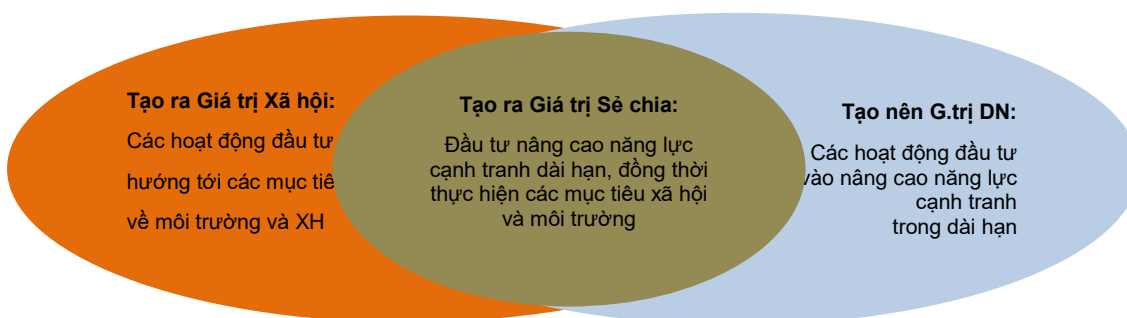 Tạo ra Giá trị Xã hội:
Các hoạt động đầu tư
hướng tới các mục tiê
về môi trường và XH
Tạo ra Giá trị Sẻ chia:
Đầu tư nâng cao năng lực
cạnh tranh dài hạn, đồng thời
thực hiện các mục tiêu xã hội
và môi trường
Tạo nên G.trị DN:
Các hoạt động đầu tư
vào nâng cao năng lực
cạnh tranh
trong dài hạn